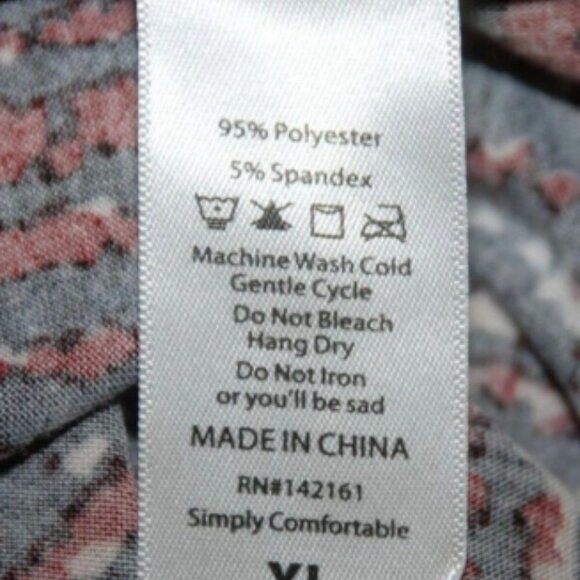 95% Polyester
5% Spandex
Machine Wash Cold
Gentle Cycle
Do Not Bleach
Hang Dry
Do Not Iron
or you'll be sad
MADE IN CHINA
RN#142161
Simply Comfortable
XL